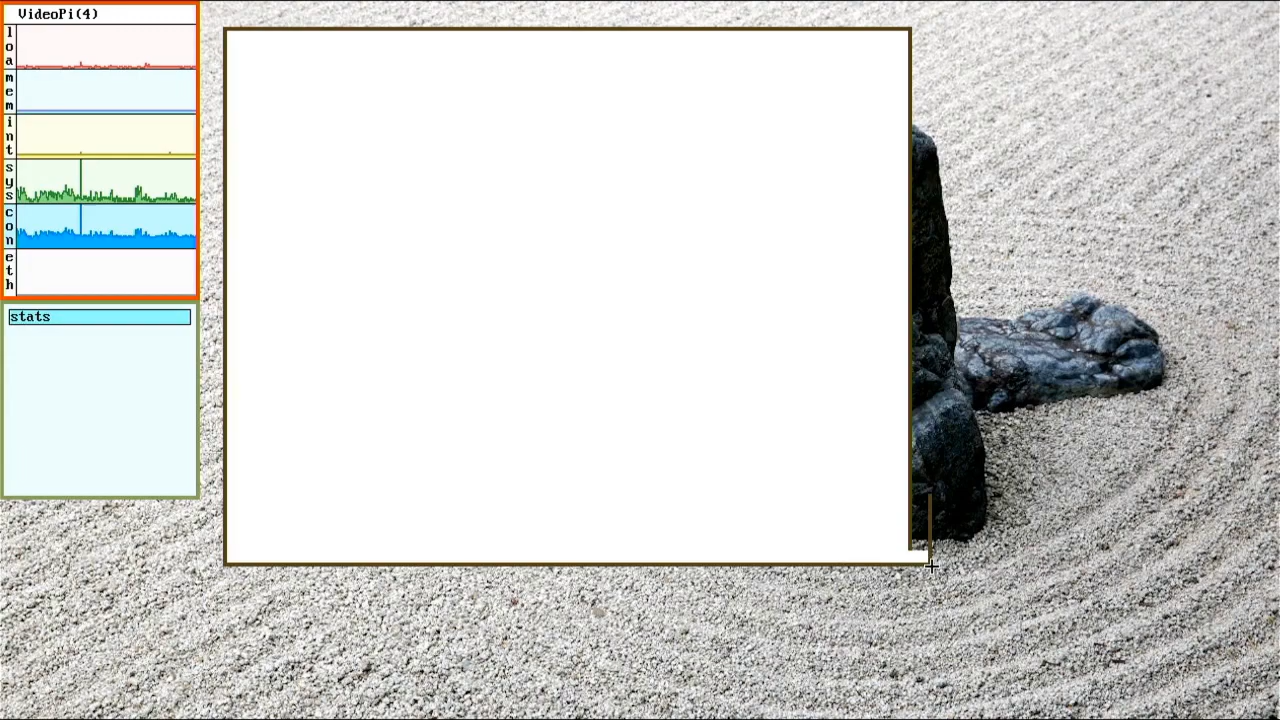 VideoPi(4)
loa
mem
int
sys
con
eth
stats